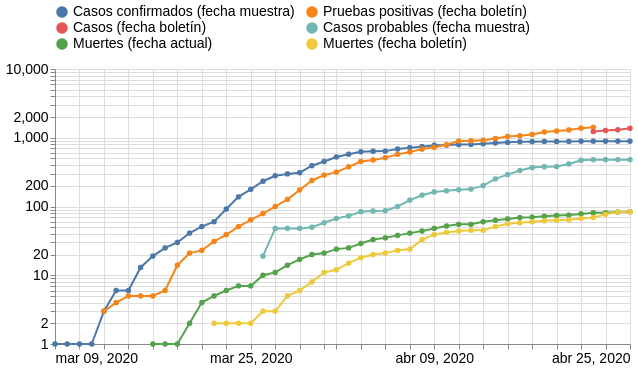 Casos confirmados (fecha muestra) Pruebas positivas (fecha boletín)
Casos (fecha boletín) Casos probables (fecha muestra)
Muertes (fecha actual) Muertes (fecha boletín)
10,000
2,000
1,000
200
100
20
10
2
1
mar 09, 2020 mar 25, 2020 abr 09, 2020 abr 25, 2020